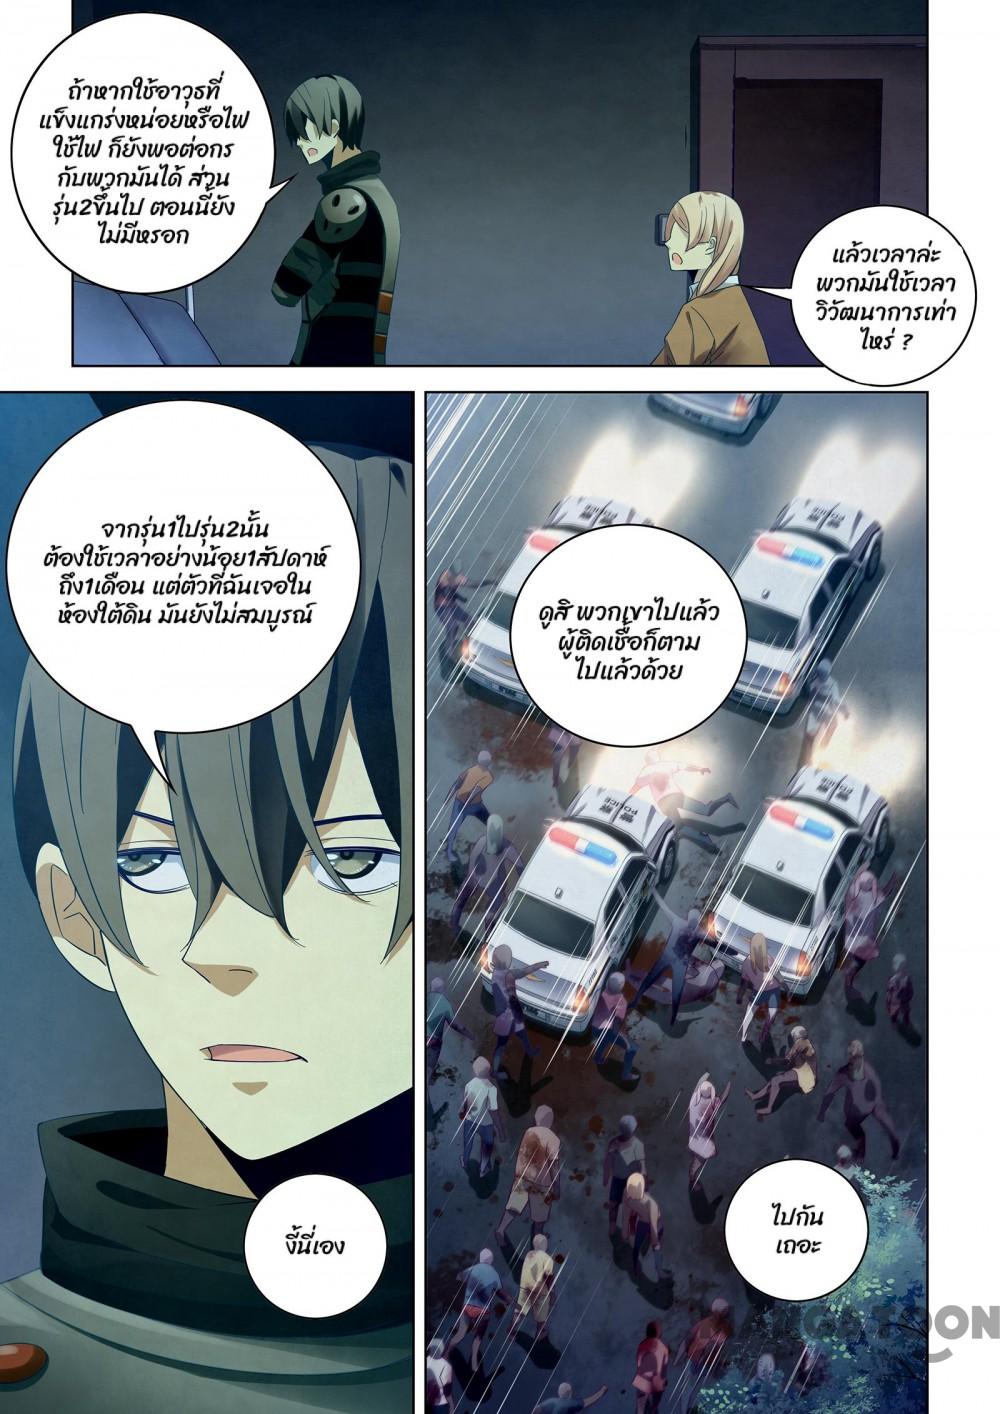 ถ้าหากใช้อาวุธที่
แข็งแกร่งหน่อยหรือไฟ
ใช้ไฟ ก็ยังพอต่อกร
กับพวกมันได้ ส่วน
รุ่น2ขึ้นไป ตอนนี้ยัง
ไม่มีหรอก
แล้วเวลาล่ะ
พวกมันใช้เวลา
วิวัฒนาการเท่า
ไหร่ ?
จากรุ่น1ไปรุ่น2นั้น
ต้องใช้เวลาอย่างน้อย1สัปดาห์
ถึง1เดือน แต่ตัวที่ฉันเจอใน
ห้องใต้ดิน มันยังไม่สมบูรณ์
งี้นี่เอง
ดูสิ พวกเขาไปแล้ว
ผู้ติดเชื้อก็ตาม
ไปแล้วด้วย
POLICE
POLICE
ไปกัน
เถอะ
MANGATOON